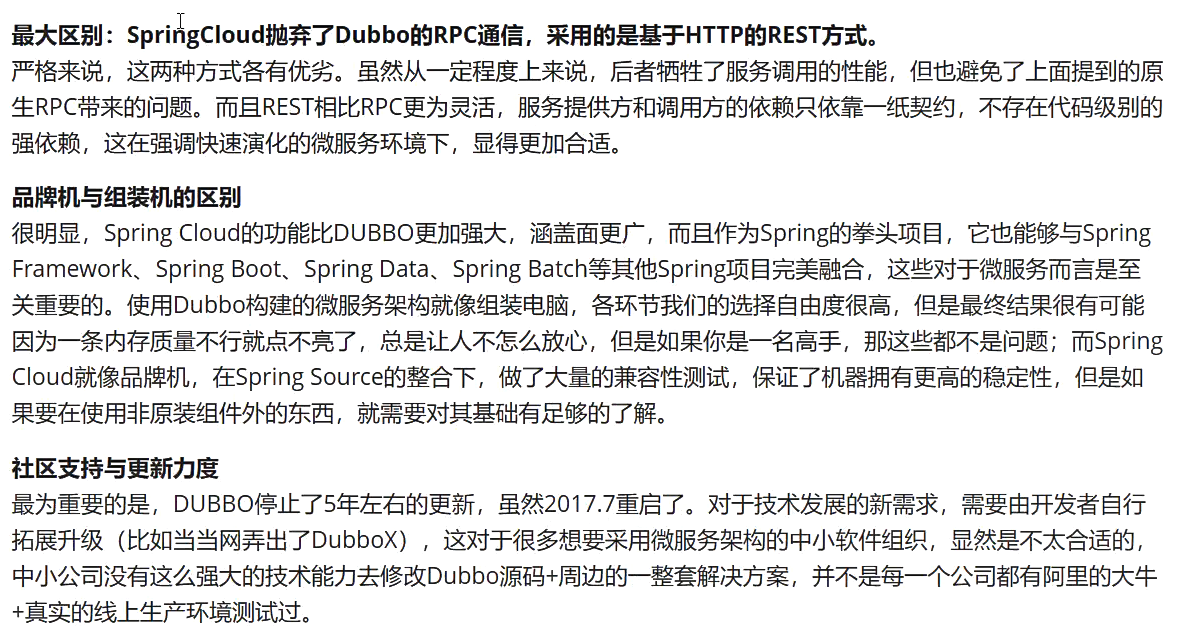 最大区别：SpringCloud抛弃了Dubbo的RPC通信，采用的是基于HTTP的REST方式。
严格来说，这两种方式各有优劣。虽然从一定程度上来说，后者牺牲了服务调用的性能，但也避免了上面提到的原
生RPC带来的问题。而且REST相比RPC更为灵活，服务提供方和调用方的依赖只依靠一纸契约，不存在代码级别的
强依赖，这在强调快速演化的微服务环境下，显得更加合适。
品牌机与组装机的区别
很明显，Spring Cloud的功能比DUBBO更加强大，涵盖面更广，而且作为Spring的拳头项目，它也能够与Spring
Framework、Spring Boot、Spring Data、Spring Batch等其他Spring项目完美融合，这些对于微服务而言是至
关重要的。使用Dubbo构建的微服务架构就像组装电脑，各环节我们的选择自由度很高，但是最终结果很有可能
因为一条内存质量不行就点不亮了，总是让人不怎么放心，但是如果你是一名高手，那这些都不是问题；而Spring
Cloud就像品牌机，在Spring Source的整合下，做了大量的兼容性测试，保证了机器拥有更高的稳定性，但是如
果要在使用非原装组件外的东西，就需要对其基础有足够的了解。
社区支持与更新力度
最为重要的是，DUBBO停止了5年左右的更新，虽然2017.7重启了。对于技术发展的新需求，需要由开发者自行
拓展升级（比如当当网弄出了DubboX），这对于很多想要采用微服务架构的中小软件组织，显然是不太合适的，
中小公司没有这么强大的技术能力去修改Dubbo源码+周边的一整套解决方案，并不是每一个公司都有阿里的大牛
+真实的线上生产环境测试过。